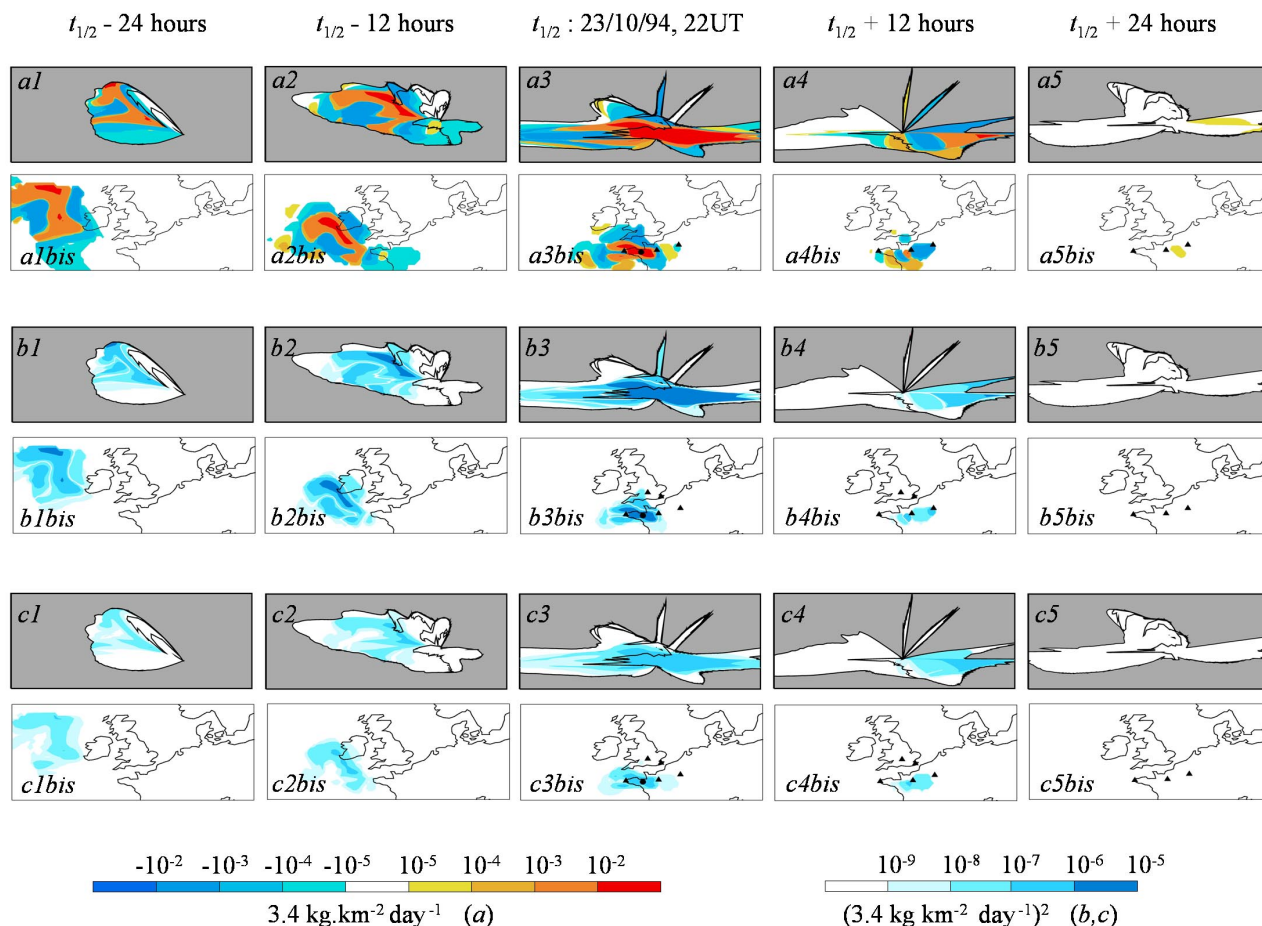 t1/2 - 24 hours
t1/2 - 12 hours
t1/2 : 23/10/94, 22UT
t1/2 + 12 hours
t1/2 + 24 hours
a1
a2
a3
a4
a5
a1bis
a2bis
a3bis
a4bis
a5bis
b1
b2
b3
b4
b5
b1bis
b2bis
b3bis
b4bis
b5bis
c1
c2
c3
c4
c5
c1bis
c2bis
c3bis
c4bis
c5bis
-10⁻² -10⁻³ -10⁻⁴ -10⁻⁵ 10⁻⁵ 10⁻⁴ 10⁻³ 10⁻²
3.4 kg.km⁻² day⁻¹ (a)
10⁻⁹ 10⁻⁸ 10⁻⁷ 10⁻⁶ 10⁻⁵
(3.4 kg km⁻² day⁻¹)² (b,c)